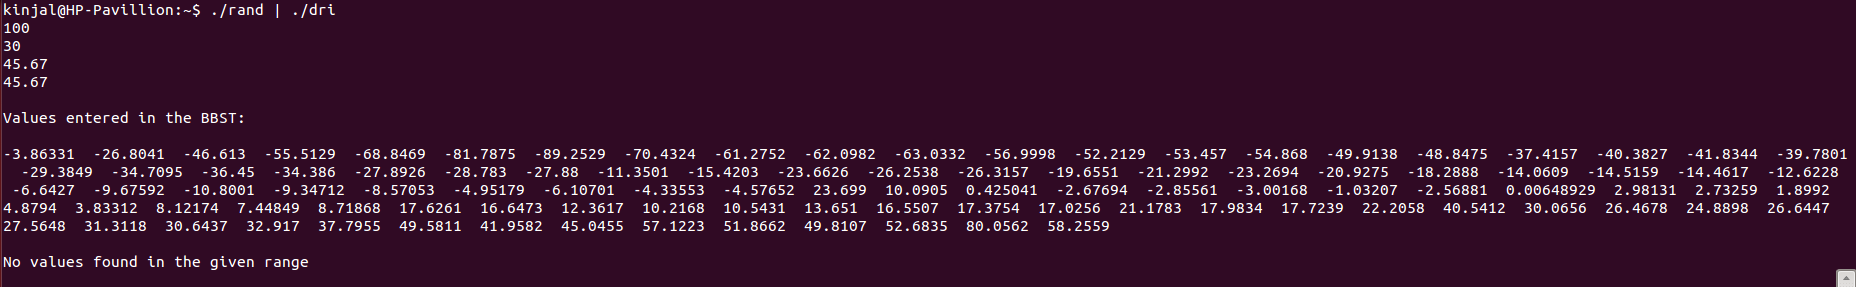 kinjal@HP-Pavillion:~$ ./rand | ./dri
100
30
45.67
45.67
Values entered in the BBST:
-3.86331  -26.8041  -46.613  -55.5129  -68.8469  -81.7875  -89.2529  -70.4324  -61.2752  -62.0982  -63.0332  -56.9998  -52.2129  -53.457  -54.868  -49.9138  -48.8475  -37.4157  -40.3827  -41.8344  -39.7801
-29.3849  -34.7095  -36.45  -34.386  -27.8926  -28.783  -27.88  -11.3501  -15.4203  -23.6626  -26.2538  -26.3157  -19.6551  -21.2992  -23.2694  -20.9275  -18.2888  -14.0609  -14.5159  -14.4617  -12.6228
-6.6427  -9.67592  -10.8001  -9.34712  -8.57053  -4.95179  -6.10701  -4.33553  -4.57652  23.699  10.0905  0.425041  -2.67694  -2.85561  -3.00168  -1.03207  -2.56881  0.00648929  2.98131  2.73259  1.8992
4.8794  3.83312  8.12174  7.44849  8.71868  17.6261  16.6473  12.3617  10.2168  10.5431  13.651  16.5507  17.3754  17.0256  21.1783  17.9834  17.7239  22.2058  40.5412  30.0656  26.4678  24.8898  26.6447
27.5648  31.3118  30.6437  32.917  37.7955  49.5811  41.9582  45.0455  57.1223  51.8662  49.8107  52.6835  80.0562  58.2559
No values found in the given range